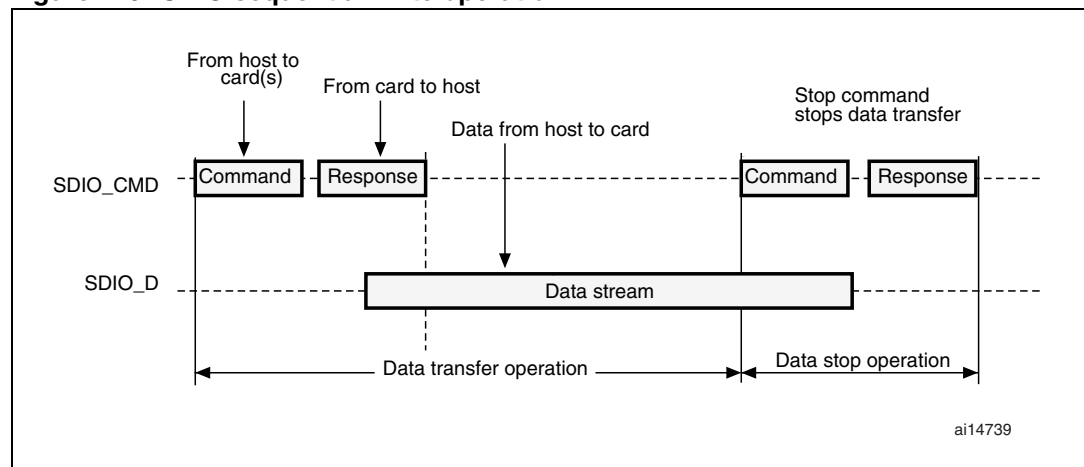 From host to
card(s)
From card to host
Data from host to card
Stop command
stops data transfer
SDIO_CMD
Command
Response
Command
Response
SDIO_D
Data stream
Data transfer operation
Data stop operation
ai14739